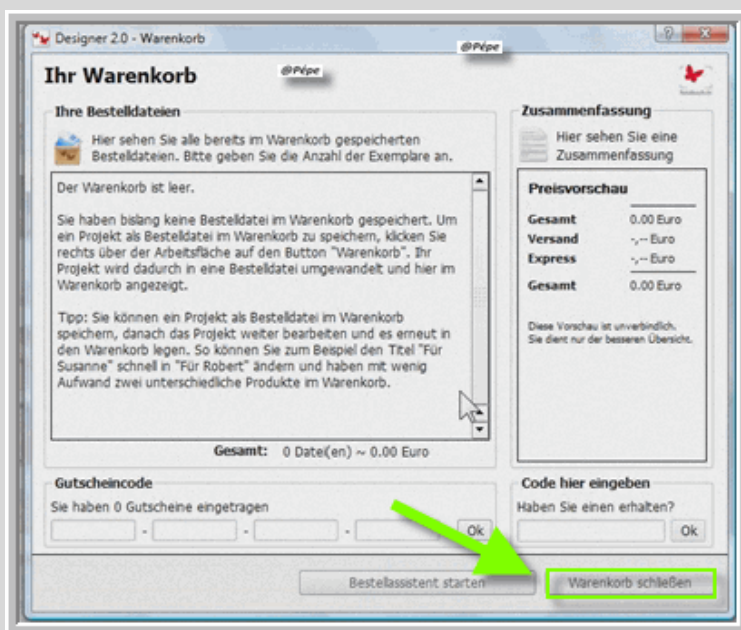 Designer 2.0 - Warenkorb
@Pépe
@Pépe
Ihr Warenkorb
Ihre Bestelldateien
Hier sehen Sie alle bereits im Warenkorb gespeicherten
Bestelldateien. Bitte geben Sie die Anzahl der Exemplare an.
Der Warenkorb ist leer.
Sie haben bislang keine Bestelldatei im Warenkorb gespeichert. Um
ein Projekt als Bestelldatei im Warenkorb zu speichern, klicken Sie
rechts über der Arbeitsfläche auf den Button "Warenkorb". Ihr
Projekt wird dadurch in eine Bestelldatei umgewandelt und hier im
Warenkorb angezeigt.
Tipp: Sie können ein Projekt als Bestelldatei im Warenkorb
speichern, danach das Projekt weiter bearbeiten und es erneut in
den Warenkorb legen. So können Sie zum Beispiel den Titel "Für
Susanne" schnell in "Für Robert" ändern und haben mit wenig
Aufwand zwei unterschiedliche Produkte im Warenkorb.
Gesamt: 0 Datei(en) ~ 0.00 Euro
Zusammenfassung
Hier sehen Sie eine
Zusammenfassung
Preisvorschau
Gesamt 0.00 Euro
Versand -,-- Euro
Express -,-- Euro
Gesamt 0.00 Euro
Diese Vorschau ist unverbindlich.
Sie dient nur der besseren Übersicht.
Gutscheincode
Sie haben 0 Gutscheine eingetragen
- - - Ok
Code hier eingeben
Haben Sie einen erhalten?
Ok
Bestellassistent starten
Warenkorb schließen